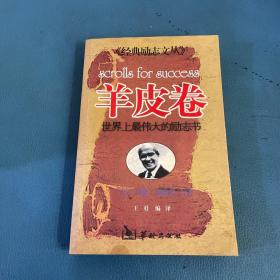 《经典励志文丛》
scrolls for success
羊皮卷
世界上最伟大的励志书
王勇 编译
华龄出版社